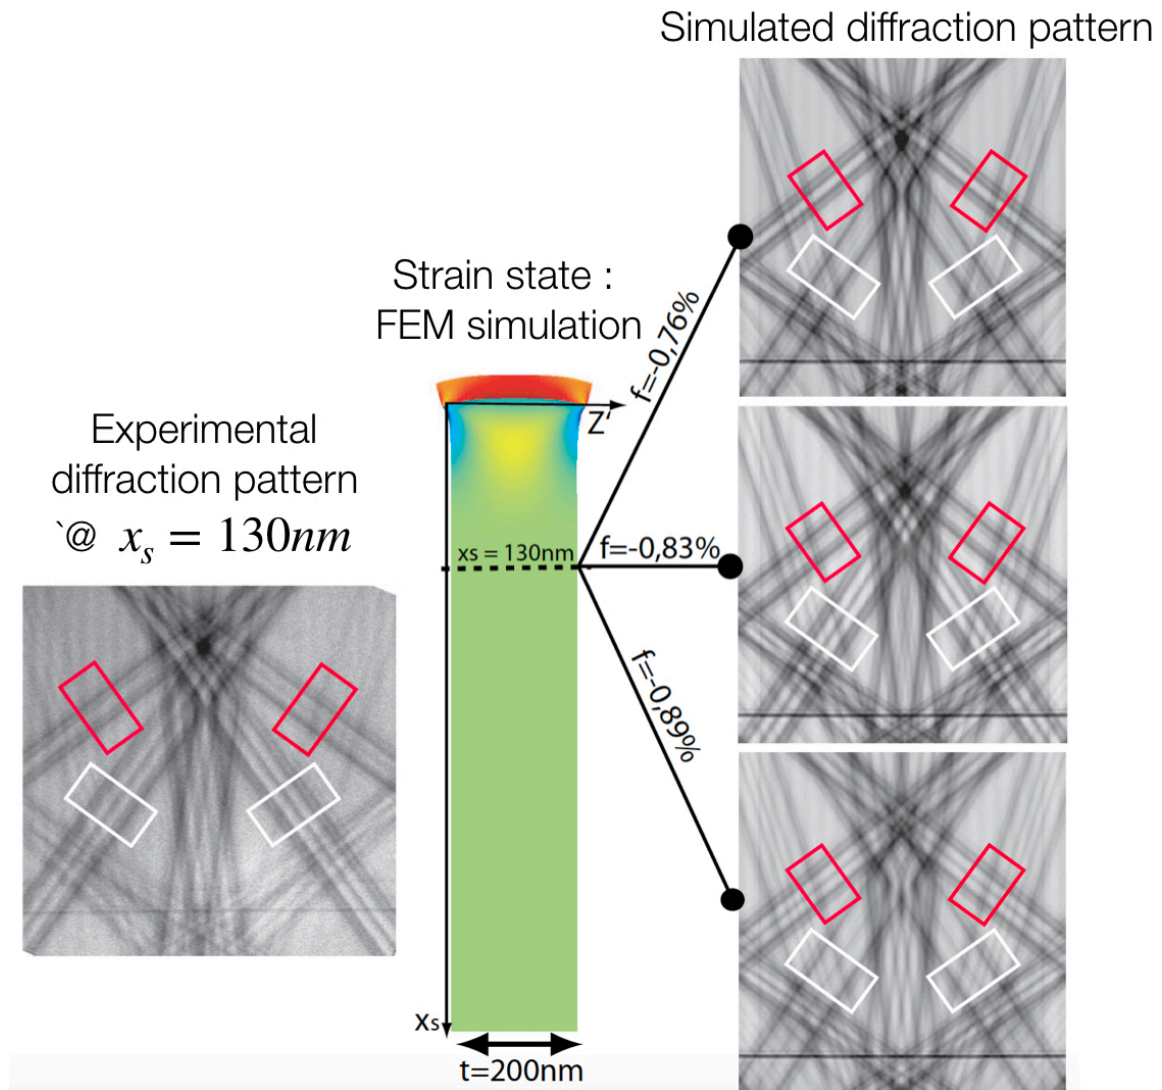 Simulated diffraction pattern
Strain state :
FEM simulation
f=-0,76%
Z'
Experimental
diffraction pattern
`@ xₛ = 130nm
xs = 130nm
f=-0,83%
f=-0,89%
Xs
t=200nm